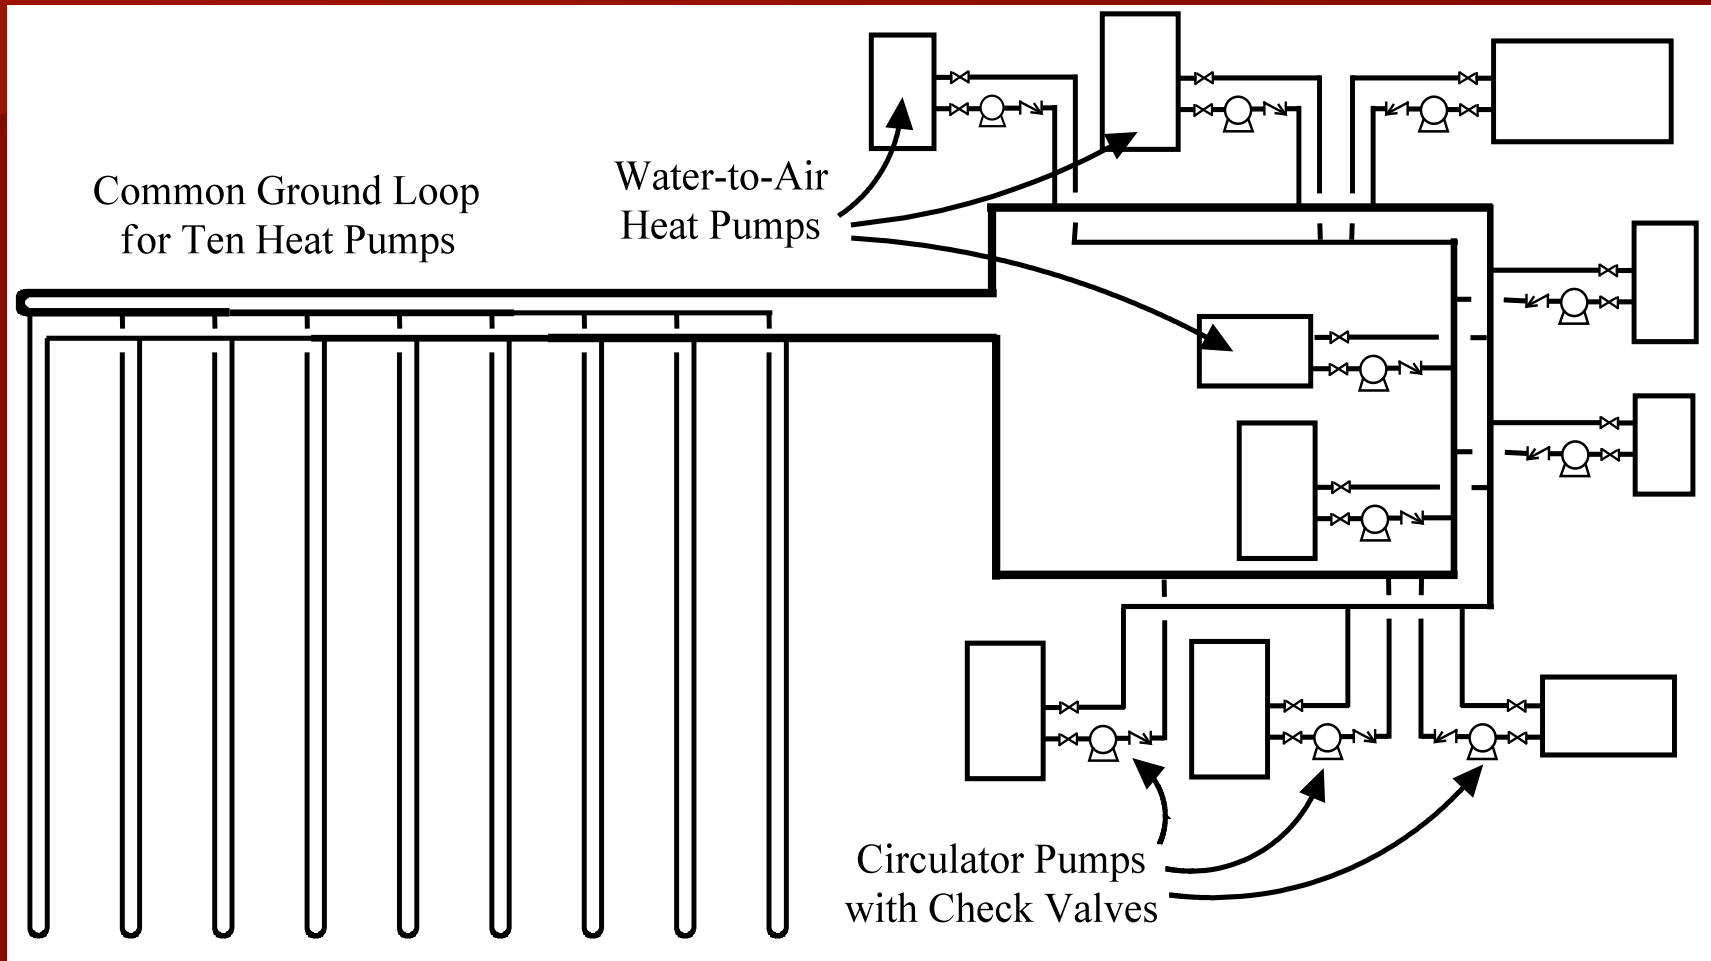 Common Ground Loop
for Ten Heat Pumps
Water-to-Air
Heat Pumps
Circulator Pumps
with Check Valves